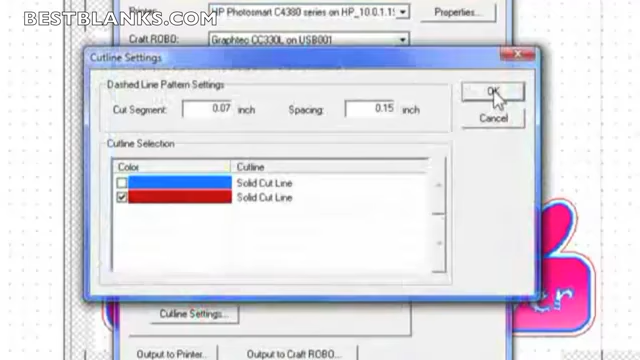 BESTBLANKS.COM
Printer: HP Photosmart C4380 series on HP_10.0.1.15 Properties...
Craft ROBO: Graphtec CC330L on USB001
Cutline Settings
Dashed Line Pattern Settings
Cut Segment: 0.07 inch Spacing: 0.15 inch
OK
Cancel
Cutline Selection
Color Cutline
Solid Cut Line
Solid Cut Line
Cutline Settings...
Output to Printer... Output to Craft ROBO...